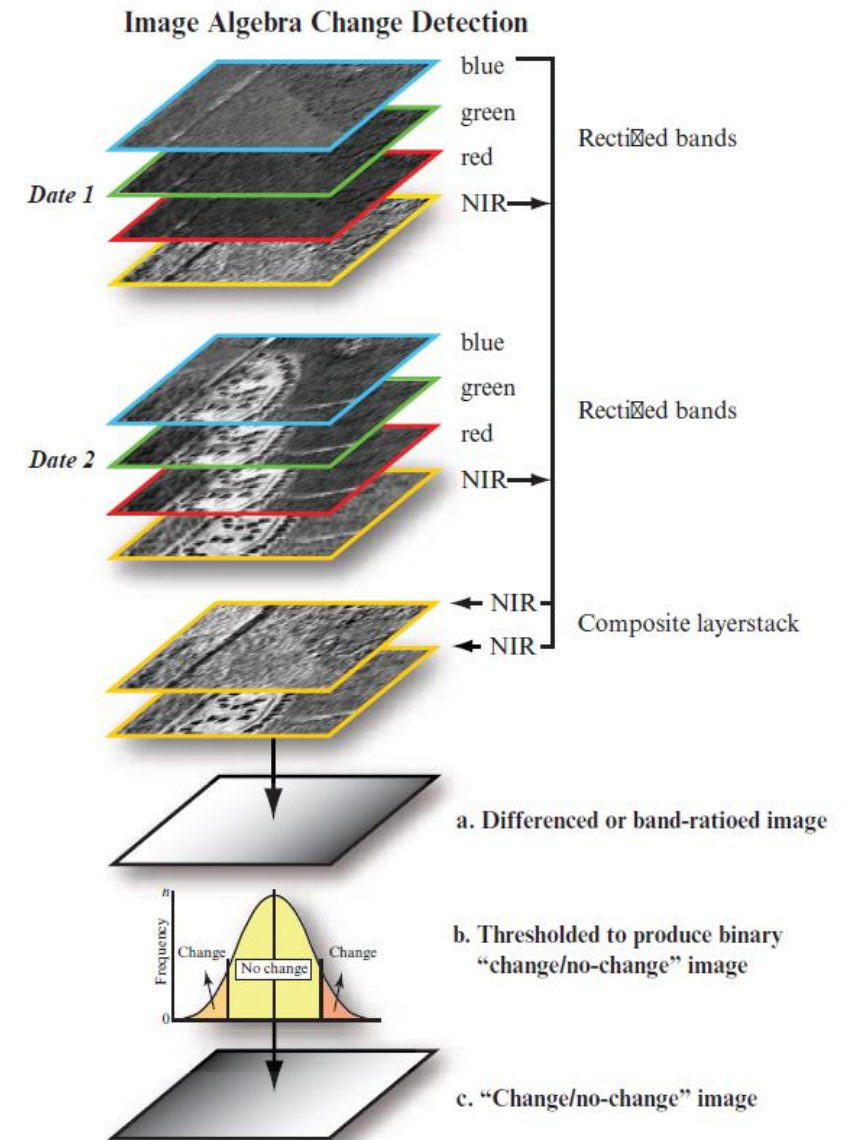 Image Algebra Change Detection
blue
green
red
NIR
Date 1
Recti☒ed bands
blue
green
red
NIR
Date 2
Recti☒ed bands
NIR
NIR
Composite layerstack
a. Differenced or band-ratioed image
n
Frequency
0
Change
No change
Change
b. Thresholded to produce binary
“change/no-change” image
c. “Change/no-change” image